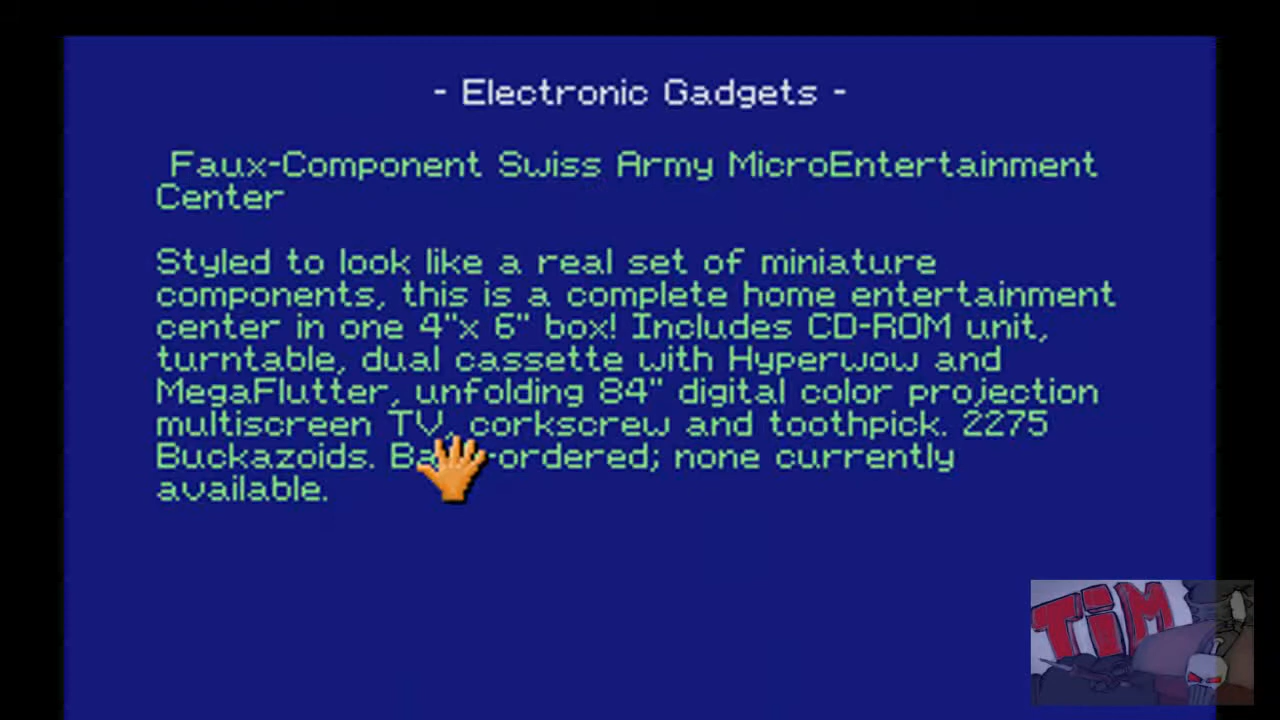 - Electronic Gadgets -
Faux-Component Swiss Army MicroEntertainment
Center
Styled to look like a real set of miniature
components, this is a complete home entertainment
center in one 4"x 6" box! Includes CD-ROM unit,
turntable, dual cassette with Hyperwow and
MegaFlutter, unfolding 84" digital color projection
multiscreen TV, corkscrew and toothpick. 2275
Buckazoids. Back-ordered; none currently
available.
TiM